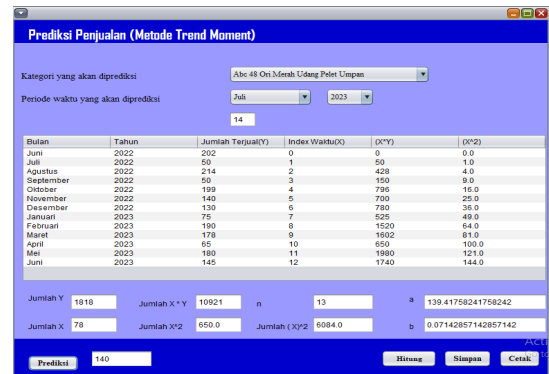 Prediksi Penjualan (Metode Trend Moment)
Kategori yang akan diprediksi Abc 48 Ori Merah Udang Pelet Umpan
Periode waktu yang akan diprediksi Juli 2023
14
Bulan Tahun Jumlah Terjual(Y) Index Waktu(X) (X*Y) (X^2)
Juni 2022 202 0 0 0.0
Juli 2022 50 1 50 1.0
Agustus 2022 214 2 428 4.0
September 2022 50 3 150 9.0
Oktober 2022 199 4 796 16.0
November 2022 140 5 700 25.0
Desember 2022 130 6 780 36.0
Januari 2023 75 7 525 49.0
Februari 2023 190 8 1520 64.0
Maret 2023 178 9 1602 81.0
April 2023 65 10 650 100.0
Mei 2023 180 11 1980 121.0
Juni 2023 145 12 1740 144.0
Jumlah Y 1818 Jumlah X * Y 10921 n 13 a 139.41758241758242
Jumlah X 78 Jumlah X^2 650.0 Jumlah ( X)^2 6084.0 b 0.07142857142857142
Prediksi 140 Hitung Simpan Cetak